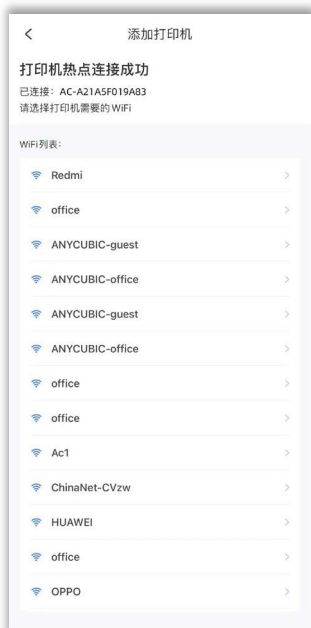 添加打印机
打印机热点连接成功
已连接：AC-A21A5F019A83
请选择打印机需要的WiFi
WiFi列表：
Redmi
office
ANYCUBIC-guest
ANYCUBIC-office
ANYCUBIC-guest
ANYCUBIC-office
office
office
Ac1
ChinaNet-CVzw
HUAWEI
office
OPPO